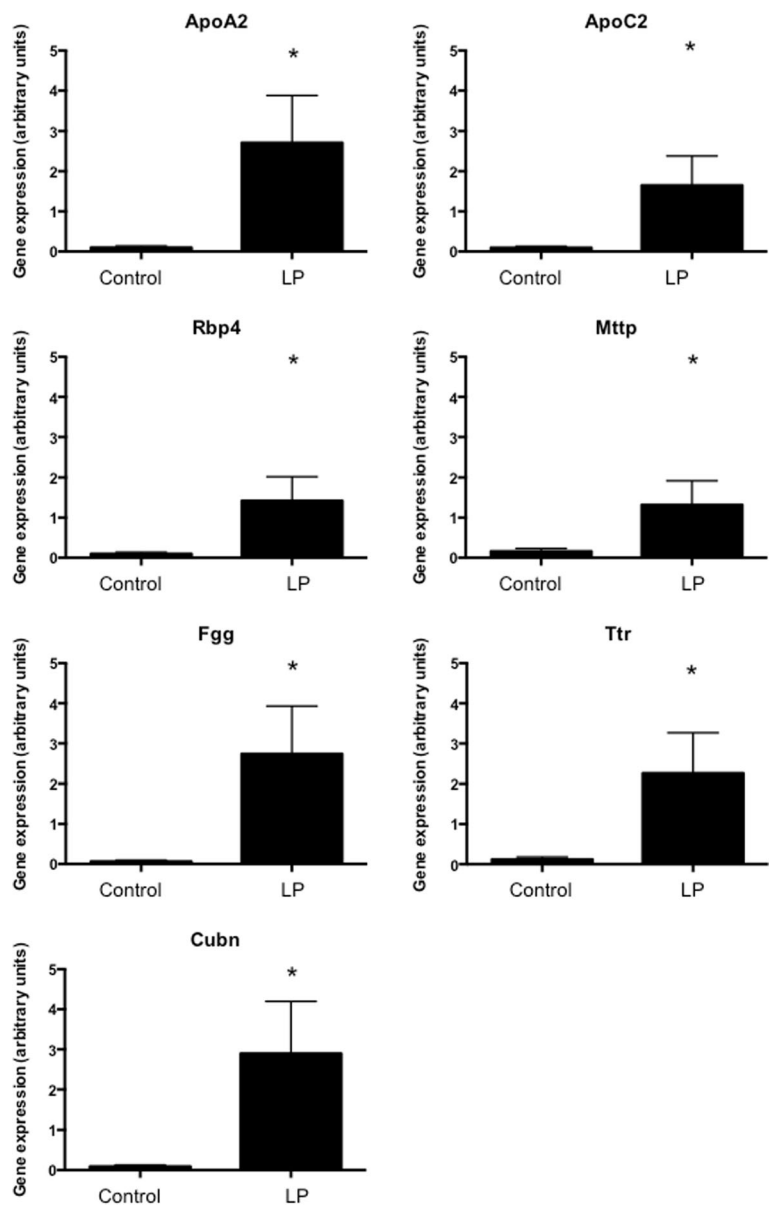 ApoA2
Gene expression (arbitrary units)
5
4
3
2
1
0
*
Control LP
ApoC2
Gene expression (arbitrary units)
5
4
3
2
1
0
*
Control LP
Rbp4
Gene expression (arbitrary units)
5
4
3
2
1
0
*
Control LP
Mttp
Gene expression (arbitrary units)
5
4
3
2
1
0
*
Control LP
Fgg
Gene expression (arbitrary units)
5
4
3
2
1
0
*
Control LP
Ttr
Gene expression (arbitrary units)
5
4
3
2
1
0
*
Control LP
Cubn
Gene expression (arbitrary units)
5
4
3
2
1
0
*
Control LP